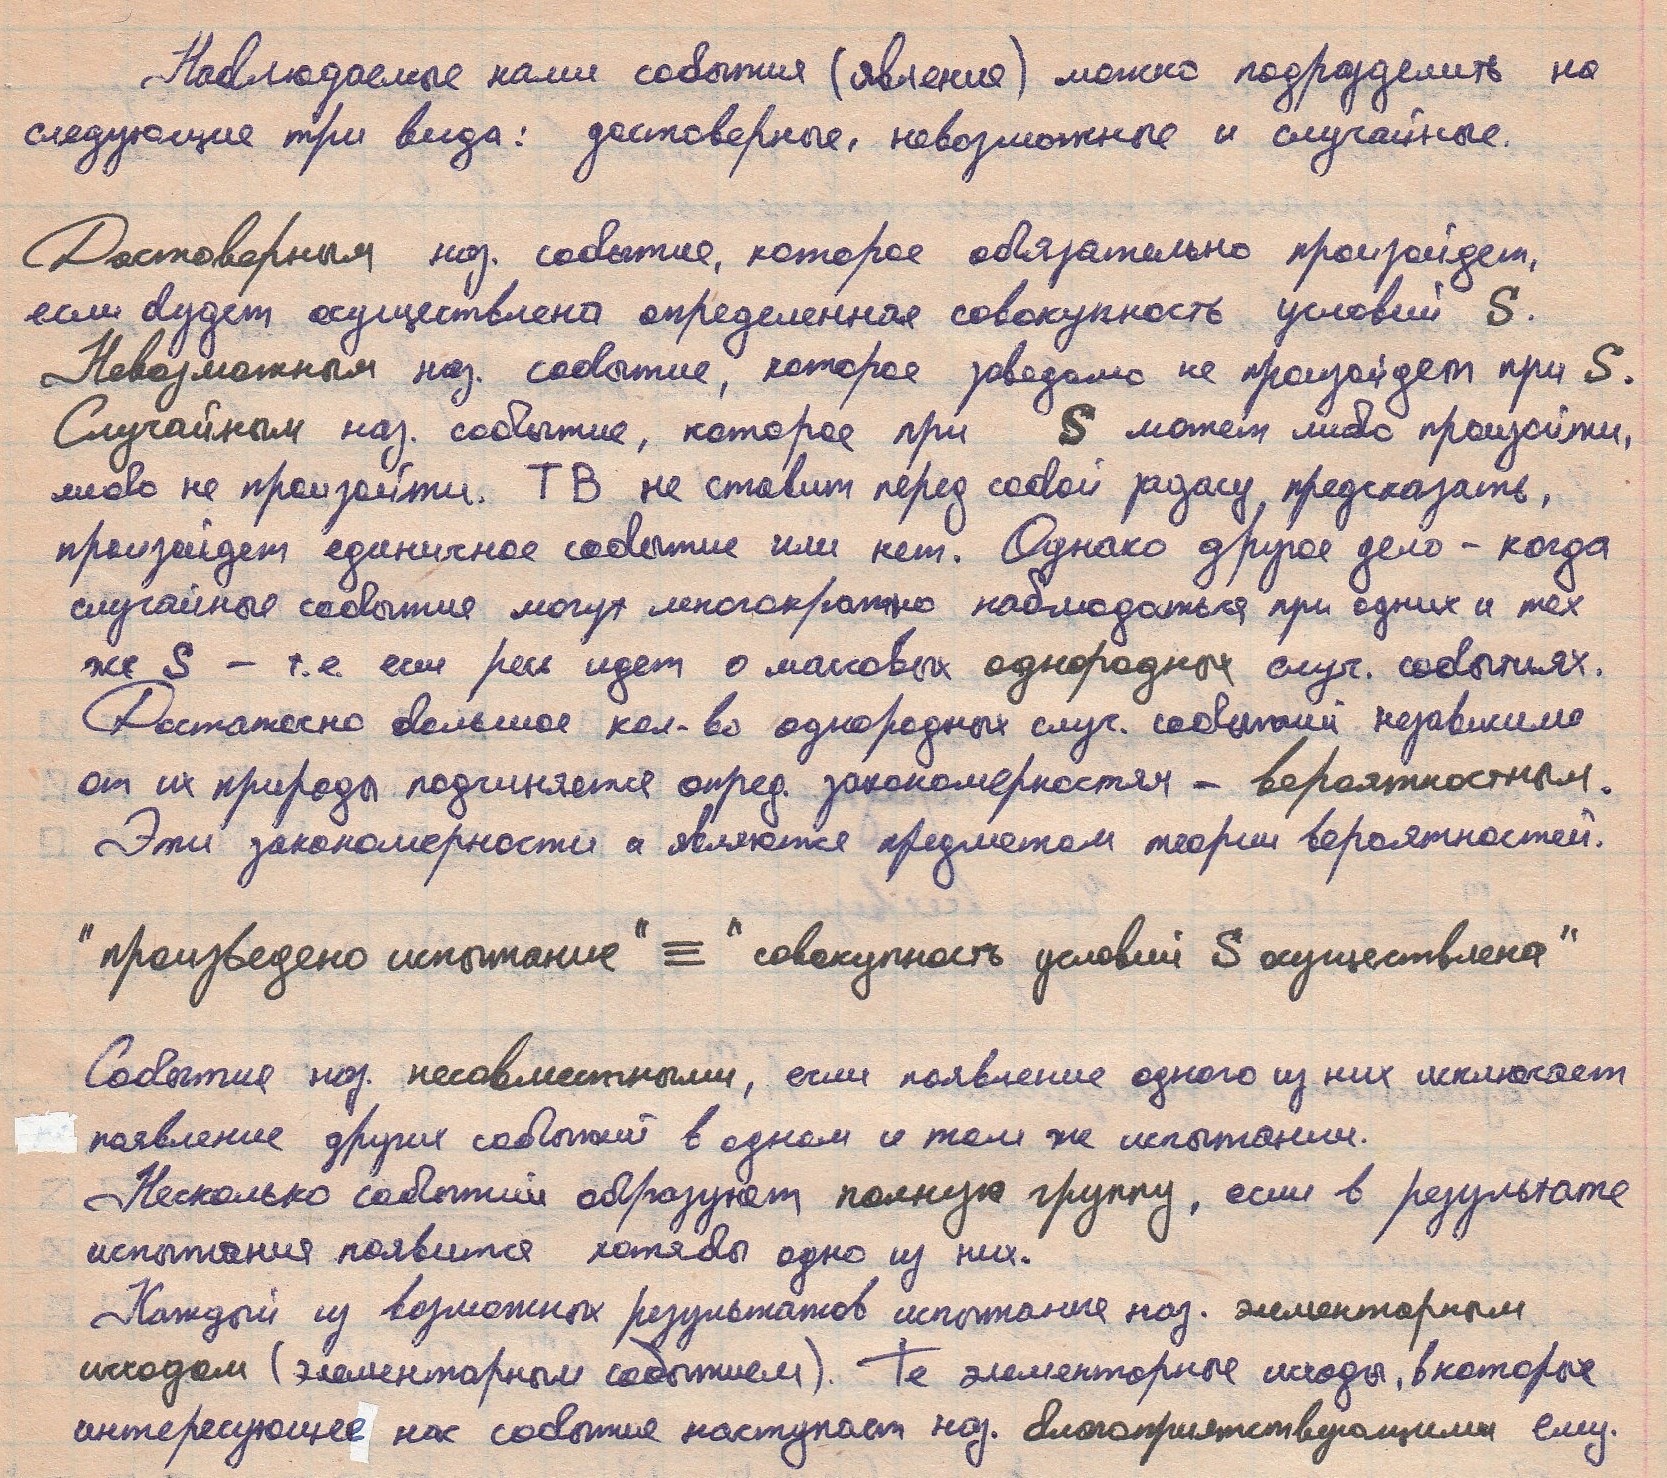 Наблюдаемые нами события (явления) можно подразделить на
следующие три вида: достоверные, невозможные и случайные.
Достоверным наз. событие, которое обязательно произойдет,
если будет осуществлена определенная совокупность условий S.
Невозможным наз. событие, которое заведомо не произойдет при S.
Случайным наз. событие, которое при S может либо произойти,
либо не произойти. ТВ не ставит перед собой задачу предсказать,
произойдет единичное событие или нет. Однако другое дело – когда
случайные события могут многократно наблюдаться при одних и тех
же S – т.е. если речь идет о массовых однородных случ. событиях.
Достаточно большое кол-во однородных случ. событий независимо
от их природы подчиняется опред. закономерностям – вероятностным.
Эти закономерности и являются предметом теории вероятностей.
"произведено испытание" ≡ "совокупность условий S осуществлена"
События наз. несовместными, если появление одного из них исключает
появление других событий в одном и том же испытании.
Несколько событий образуют полную группу, если в результате
испытания появится хотябы одно из них.
Каждый из возможных результатов испытания наз. элементарным
исходом (элементарным событием). Те элементарные исходы, в которых
интересующее нас событие наступает наз. благоприятствующими ему.